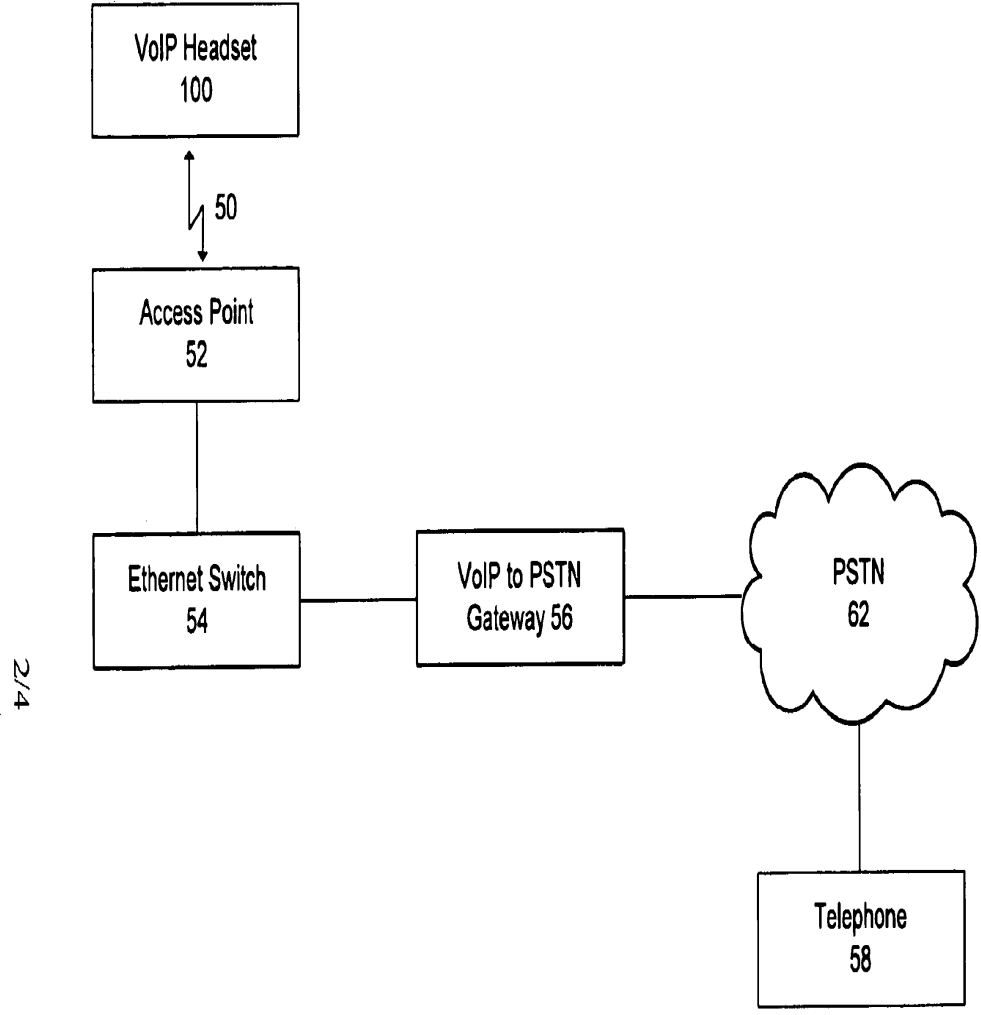 VoIP Headset
100
50
Access Point
52
Ethernet Switch
54
VoIP to PSTN
Gateway 56
PSTN
62
Telephone
58
2/4